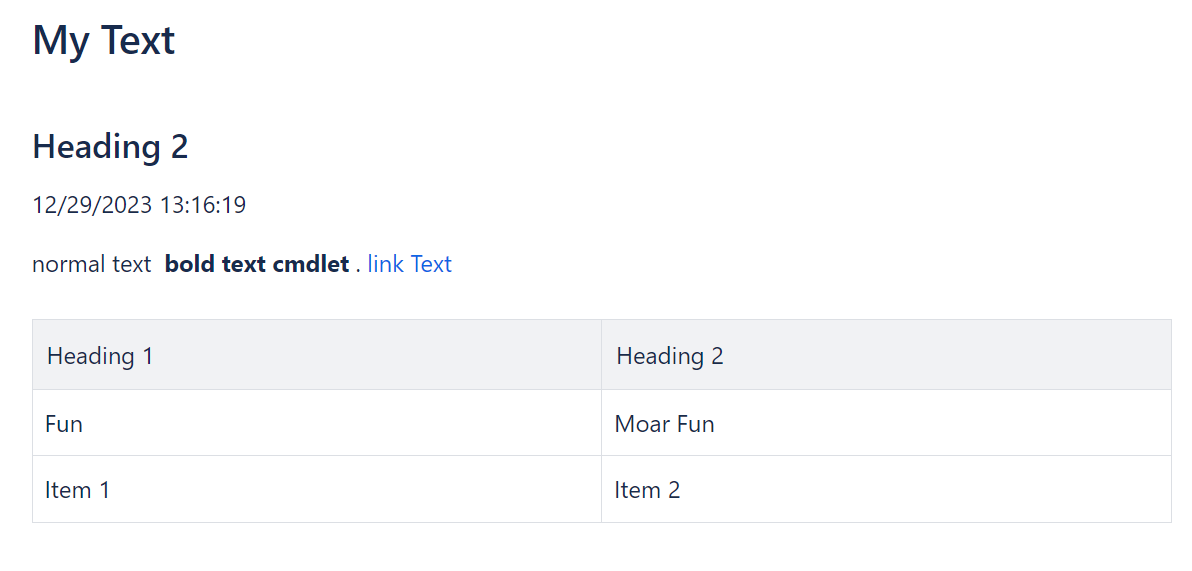 My Text
Heading 2
12/29/2023 13:16:19
normal text bold text cmdlet . link Text
Heading 1 Heading 2
Fun Moar Fun
Item 1 Item 2